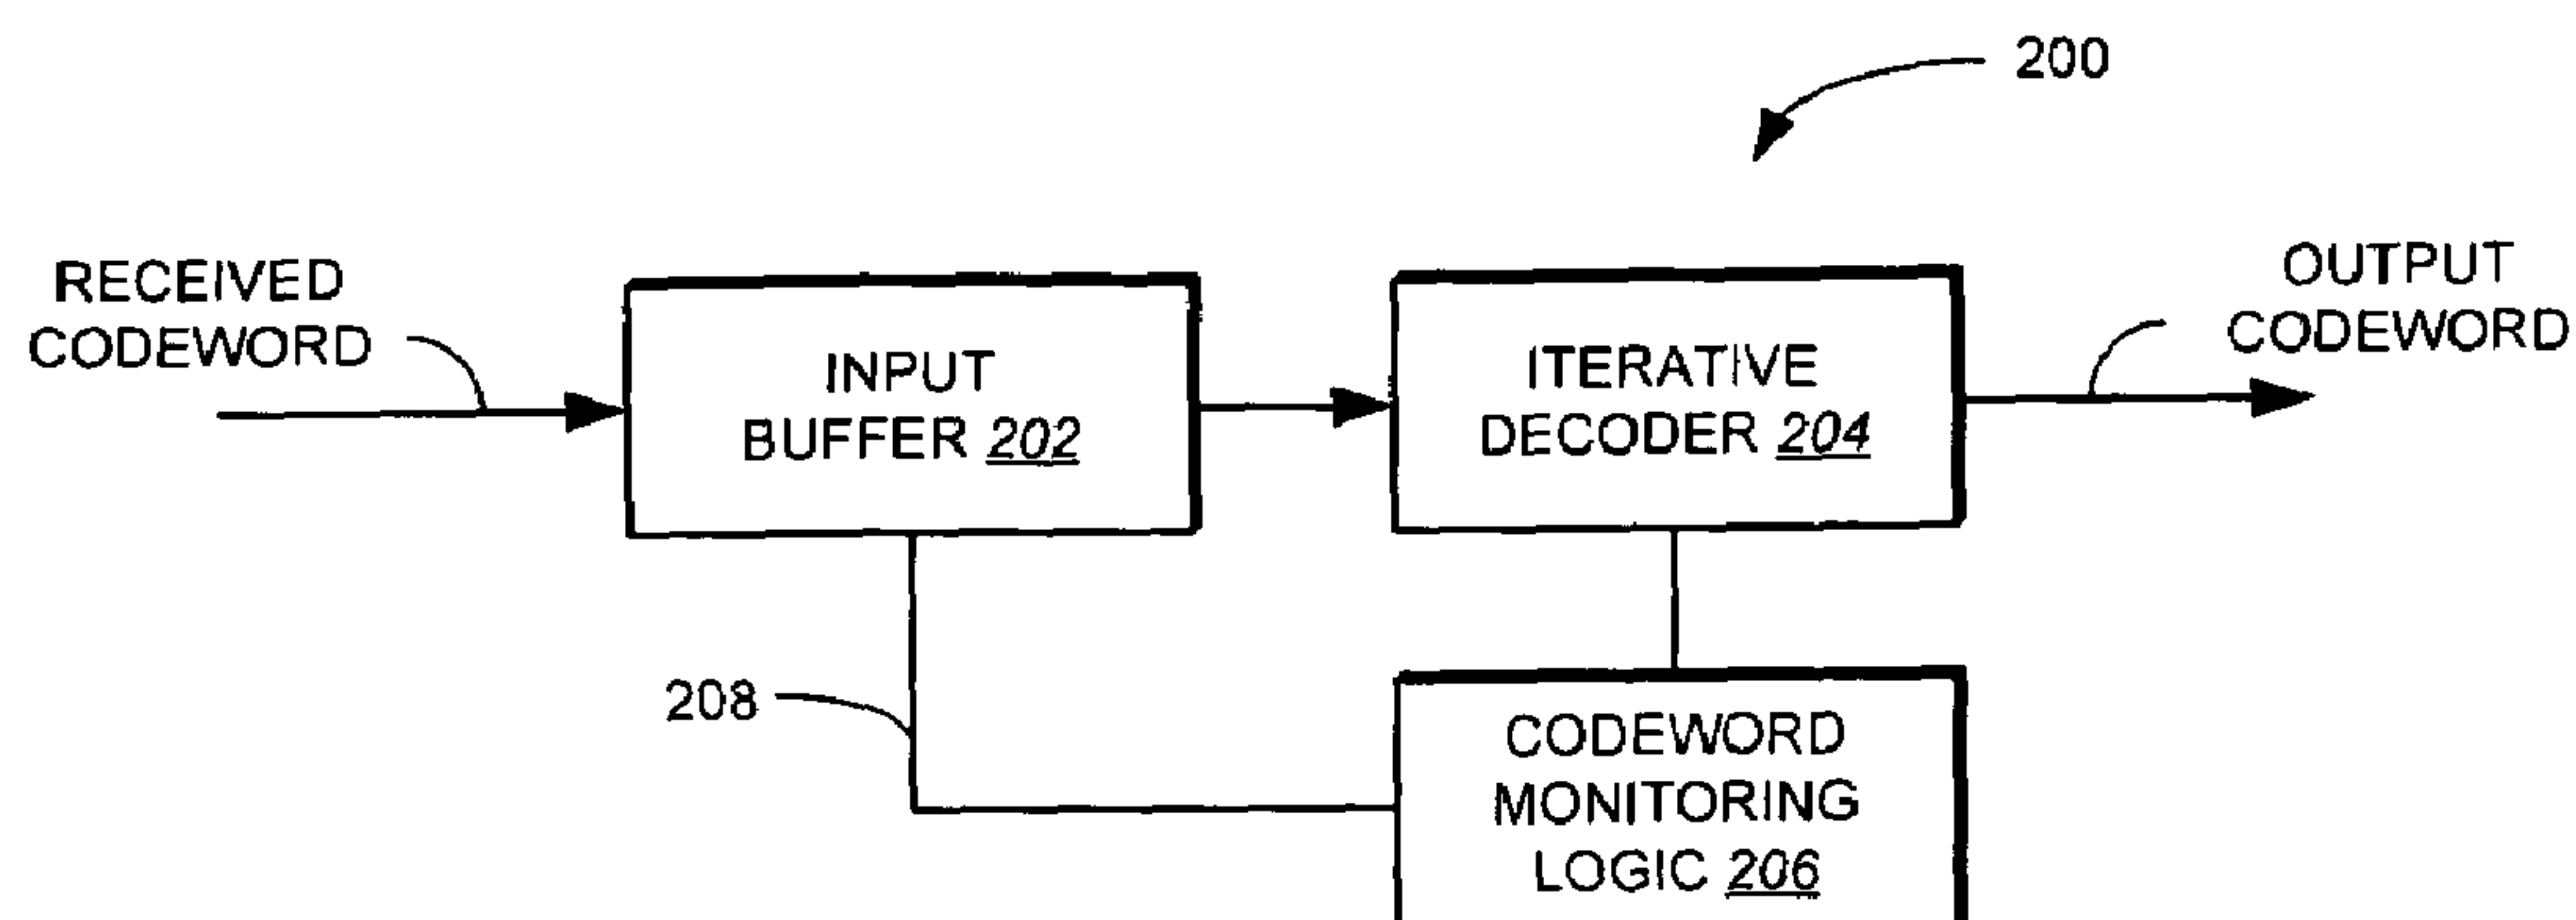 200
RECEIVED
CODEWORD
INPUT
BUFFER 202
ITERATIVE
DECODER 204
OUTPUT
CODEWORD
208
CODEWORD
MONITORING
LOGIC 206